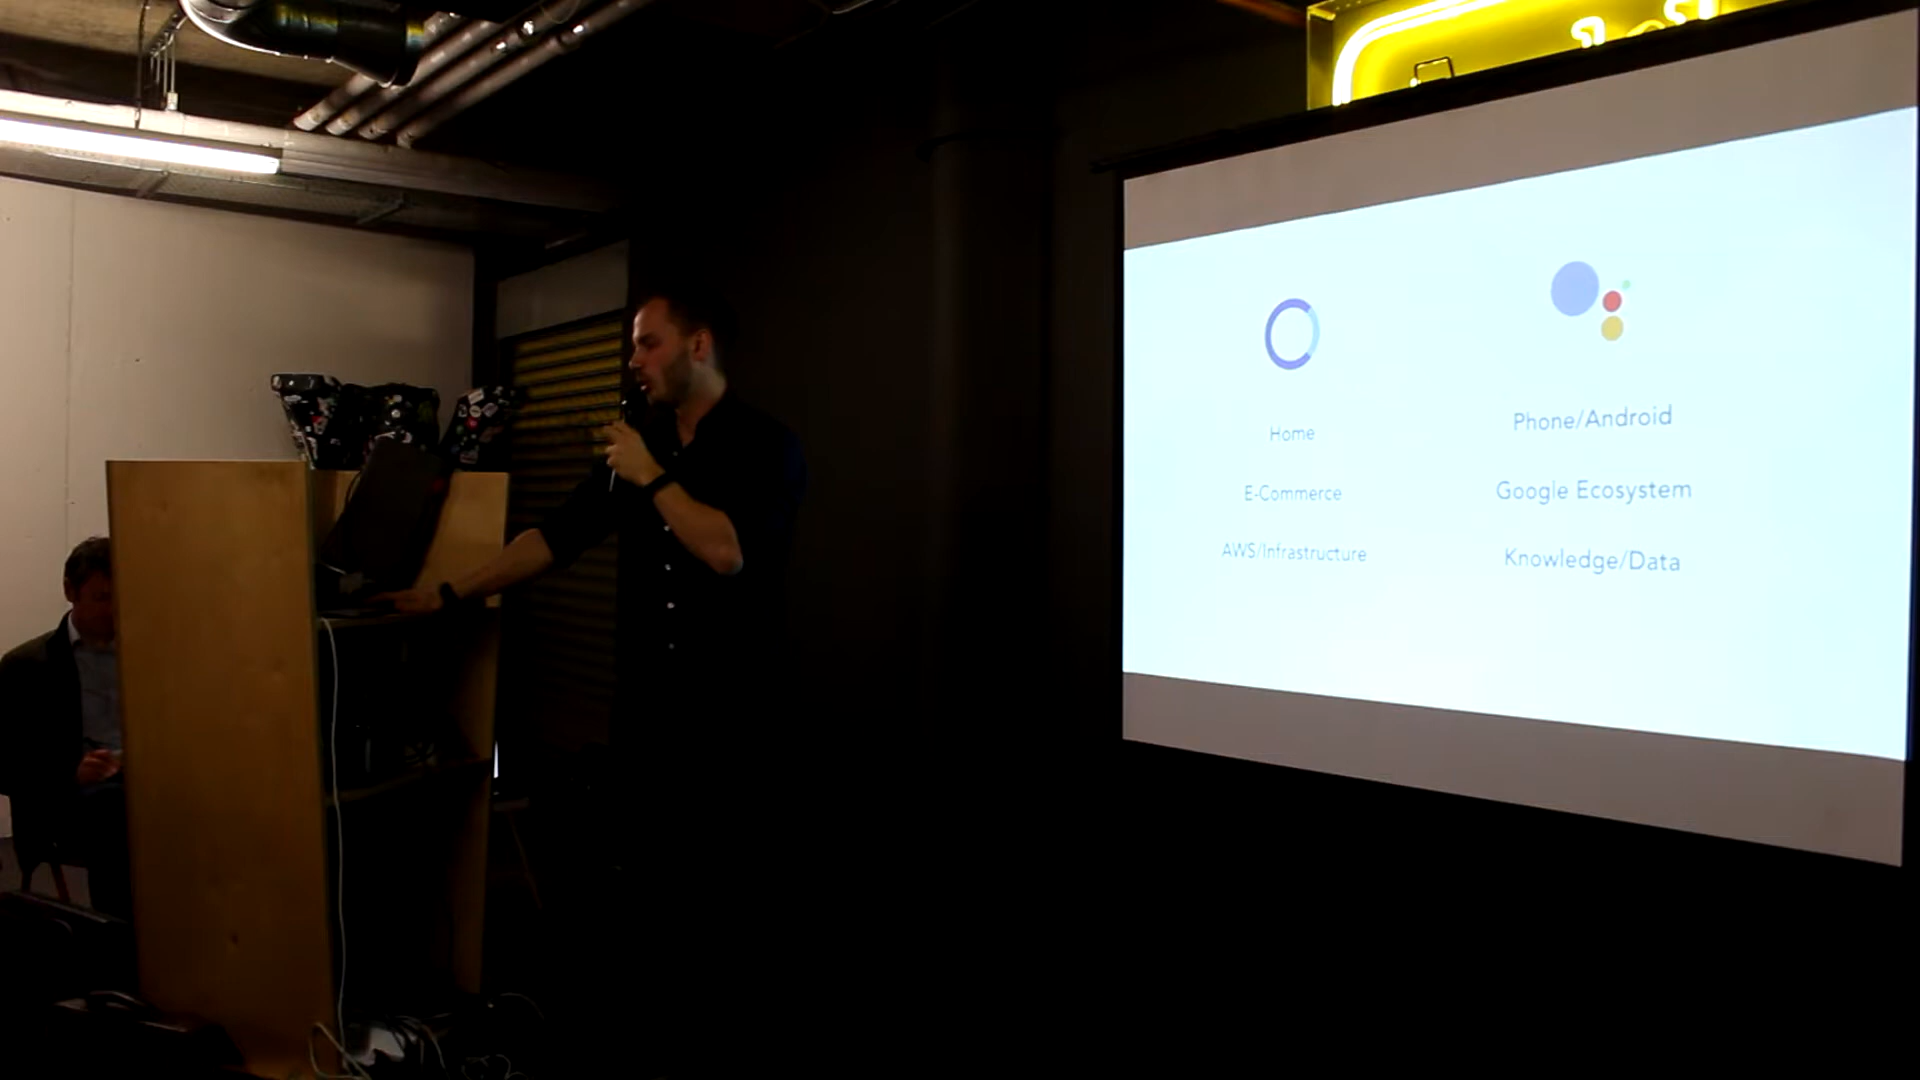 Home
E-Commerce
AWS/Infrastructure
Phone/Android
Google Ecosystem
Knowledge/Data